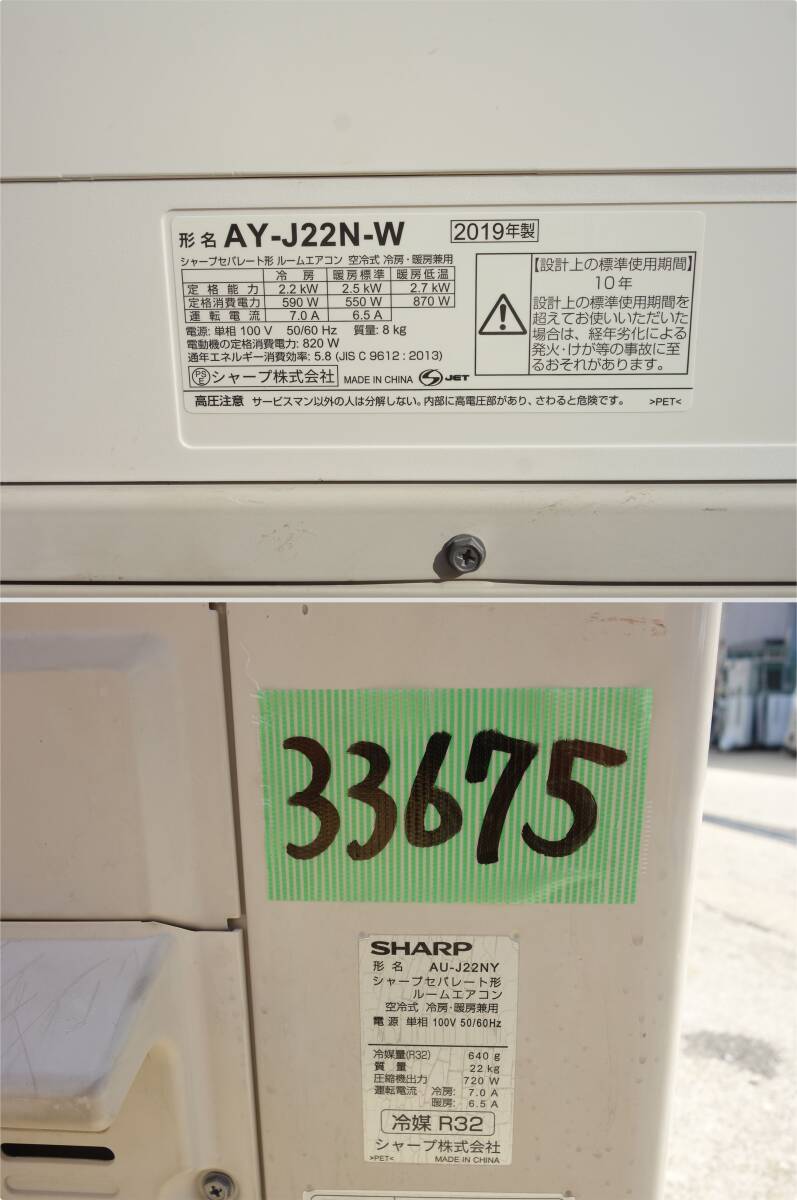 形名 AY-J22N-W 2019年製
シャープセパレート形 ルームエアコン 空冷式 冷房・暖房兼用
冷房 暖房標準 暖房低温
定格能力 2.2 kW 2.5 kW 2.7 kW
定格消費電力 590 W 550 W 870 W
運転電流 7.0 A 6.5 A
電源: 単相 100 V 50/60 Hz 質量: 8 kg
電動機の定格消費電力: 820 W
通年エネルギー消費効率: 5.8 (JIS C 9612 : 2013)
PSE シャープ株式会社 MADE IN CHINA S JET
【設計上の標準使用期間】
10 年
設計上の標準使用期間を
超えてお使いいただいた
場合は、経年劣化による
発火・けが等の事故に至
るおそれがあります。
高圧注意 サービスマン以外の人は分解しない。内部に高電圧部があり、さわると危険です。 >PET<
33675
SHARP
形名 AU-J22NY
シャープセパレート形
ルームエアコン
空冷式 冷房・暖房兼用
電源 単相 100V 50/60Hz
冷媒量(R32) 640 g
質量 22 kg
圧縮機出力 720 W
運転電流 冷房: 7.0 A
暖房: 6.5 A
冷媒 R32
シャープ株式会社
>PET< MADE IN CHINA